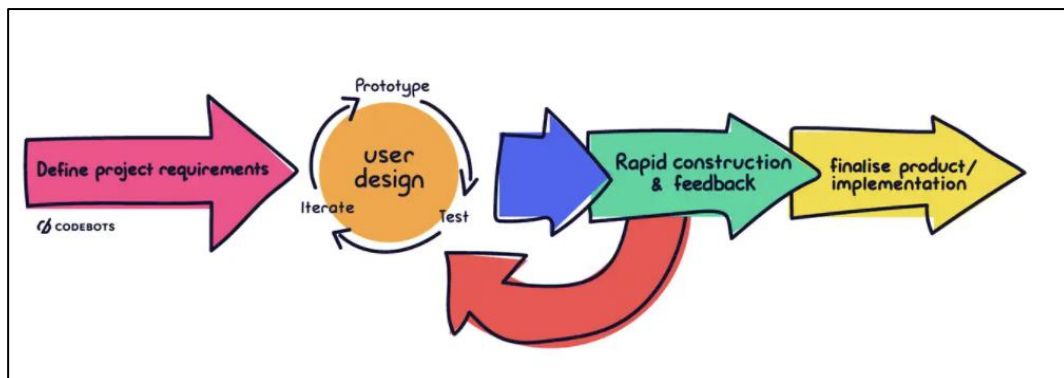 Define project requirements
CODEBOTS
Prototype
user
design
Iterate
Test
Rapid construction
& feedback
finalise product/
implementation